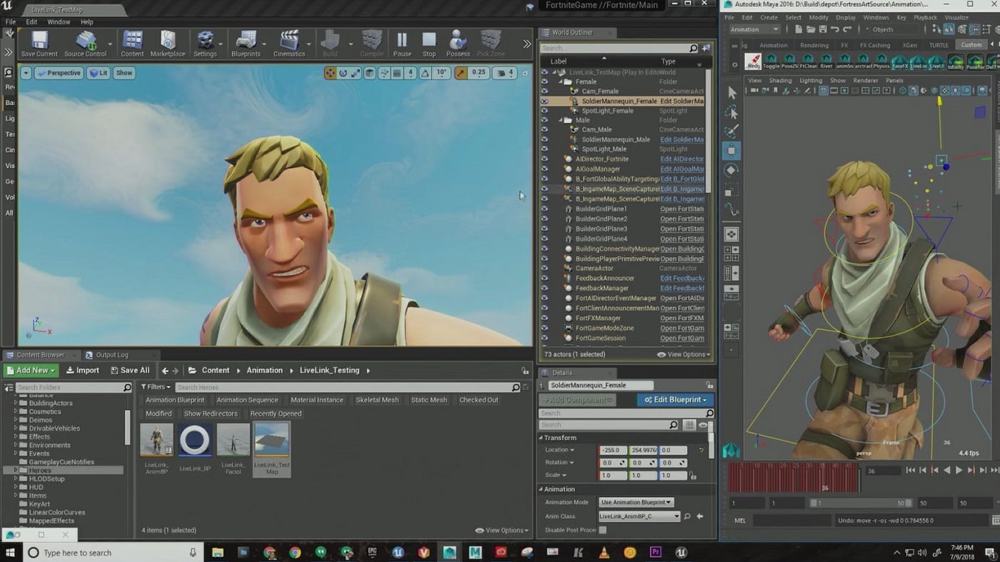 LiveLink_TestMap
FortniteGame //Fortnite/Main
File Edit Window Help
Save Current Source Control Content Marketplace Settings Blueprints Cinematics Build Compile Pause Stop Possess Pick Zone
Perspective Lit Show
4 10° 0.25 4
World Outliner
Search...
Label Type
LiveLink_TestMap (Play In Editor World
Female Folder
Cam_Female CineCameraAct
SoldierMannequin_Female Edit SoldierMa
SpotLight_Female SpotLight
Male Folder
Cam_Male CineCameraAct
SoldierMannequin_Male Edit SoldierMa
SpotLight_Male SpotLight
AIDirector_Fortnite Edit AIDirector
AIGoalManager Edit AIGoalMan
B_FortGlobalAbilityTargeting Edit B_FortGlol
B_IngameMap_SceneCapture Edit B_Ingame
B_IngameMap_SceneCapture Edit B_Ingame
BuilderGridPlane1 Open FortStati
BuilderGridPlane2 Open FortStati
BuilderGridPlane3 Open FortStati
BuilderGridPlane4 Open FortStati
BuildingConnectivityManager Open Building
BuildingPlayerPrimitivePrevie Open Building
CameraActor CameraActor
FeedbackAnnouncer Edit Feedback
FeedbackManager Edit Feedback
FortAIDirectorEventManager Open FortAIDi
FortClientAnnouncementMan Open FortClien
FortFXManager Open FortFXM
FortGameModeZone Open FortGam
FortGameSession Open FortGam
73 actors (1 selected) View Options
Content Browser Output Log
Add New Import Save All Content Animation LiveLink_Testing
Search Folders
Filters Search Heroes
Animation Blueprint Animation Sequence Material Instance Skeletal Mesh Static Mesh Checked Out
Modified Show Redirectors Recently Opened
Balance
BuildingActors
Cosmetics
Deimos
DrivableVehicles
Effects
Environments
Events
GameplayCueNotifies
Heroes
HLODSetup
HUD
Items
KeyArt
LinearColorCurves
MappedEffects
LiveLink_AnimBP LiveLink_BP LiveLink_Facial LiveLink_Test Map
4 items (1 selected) View Options
Details
SoldierMannequin_Female
Add Component Edit Blueprint
Search
Search
Transform
Location -255.0 254.9976 0.0
Rotation 0.0 0.0 0.0
Scale 1.0 1.0 1.0
Animation
Animation Mode Use Animation Blueprint
Anim Class LiveLink_AnimBP_C
Disable Post Proces
Autodesk Maya 2016: D:\Build\depot\FortressArtSource\Animation\...
File Edit Create Select Modify Display Windows Key Playback Visualize
Animation Objects
Animation Rendering FX FX Caching XGen TURTLE Custom
View Shading Lighting Show Renderer Panels
Frame: 36
persp 4.4 fps
36
36
1 1 1 50 50 50
MEL Undo: move -r -os -wd 0 0.764556 0
Type here to search
7:46 PM
7/9/2018